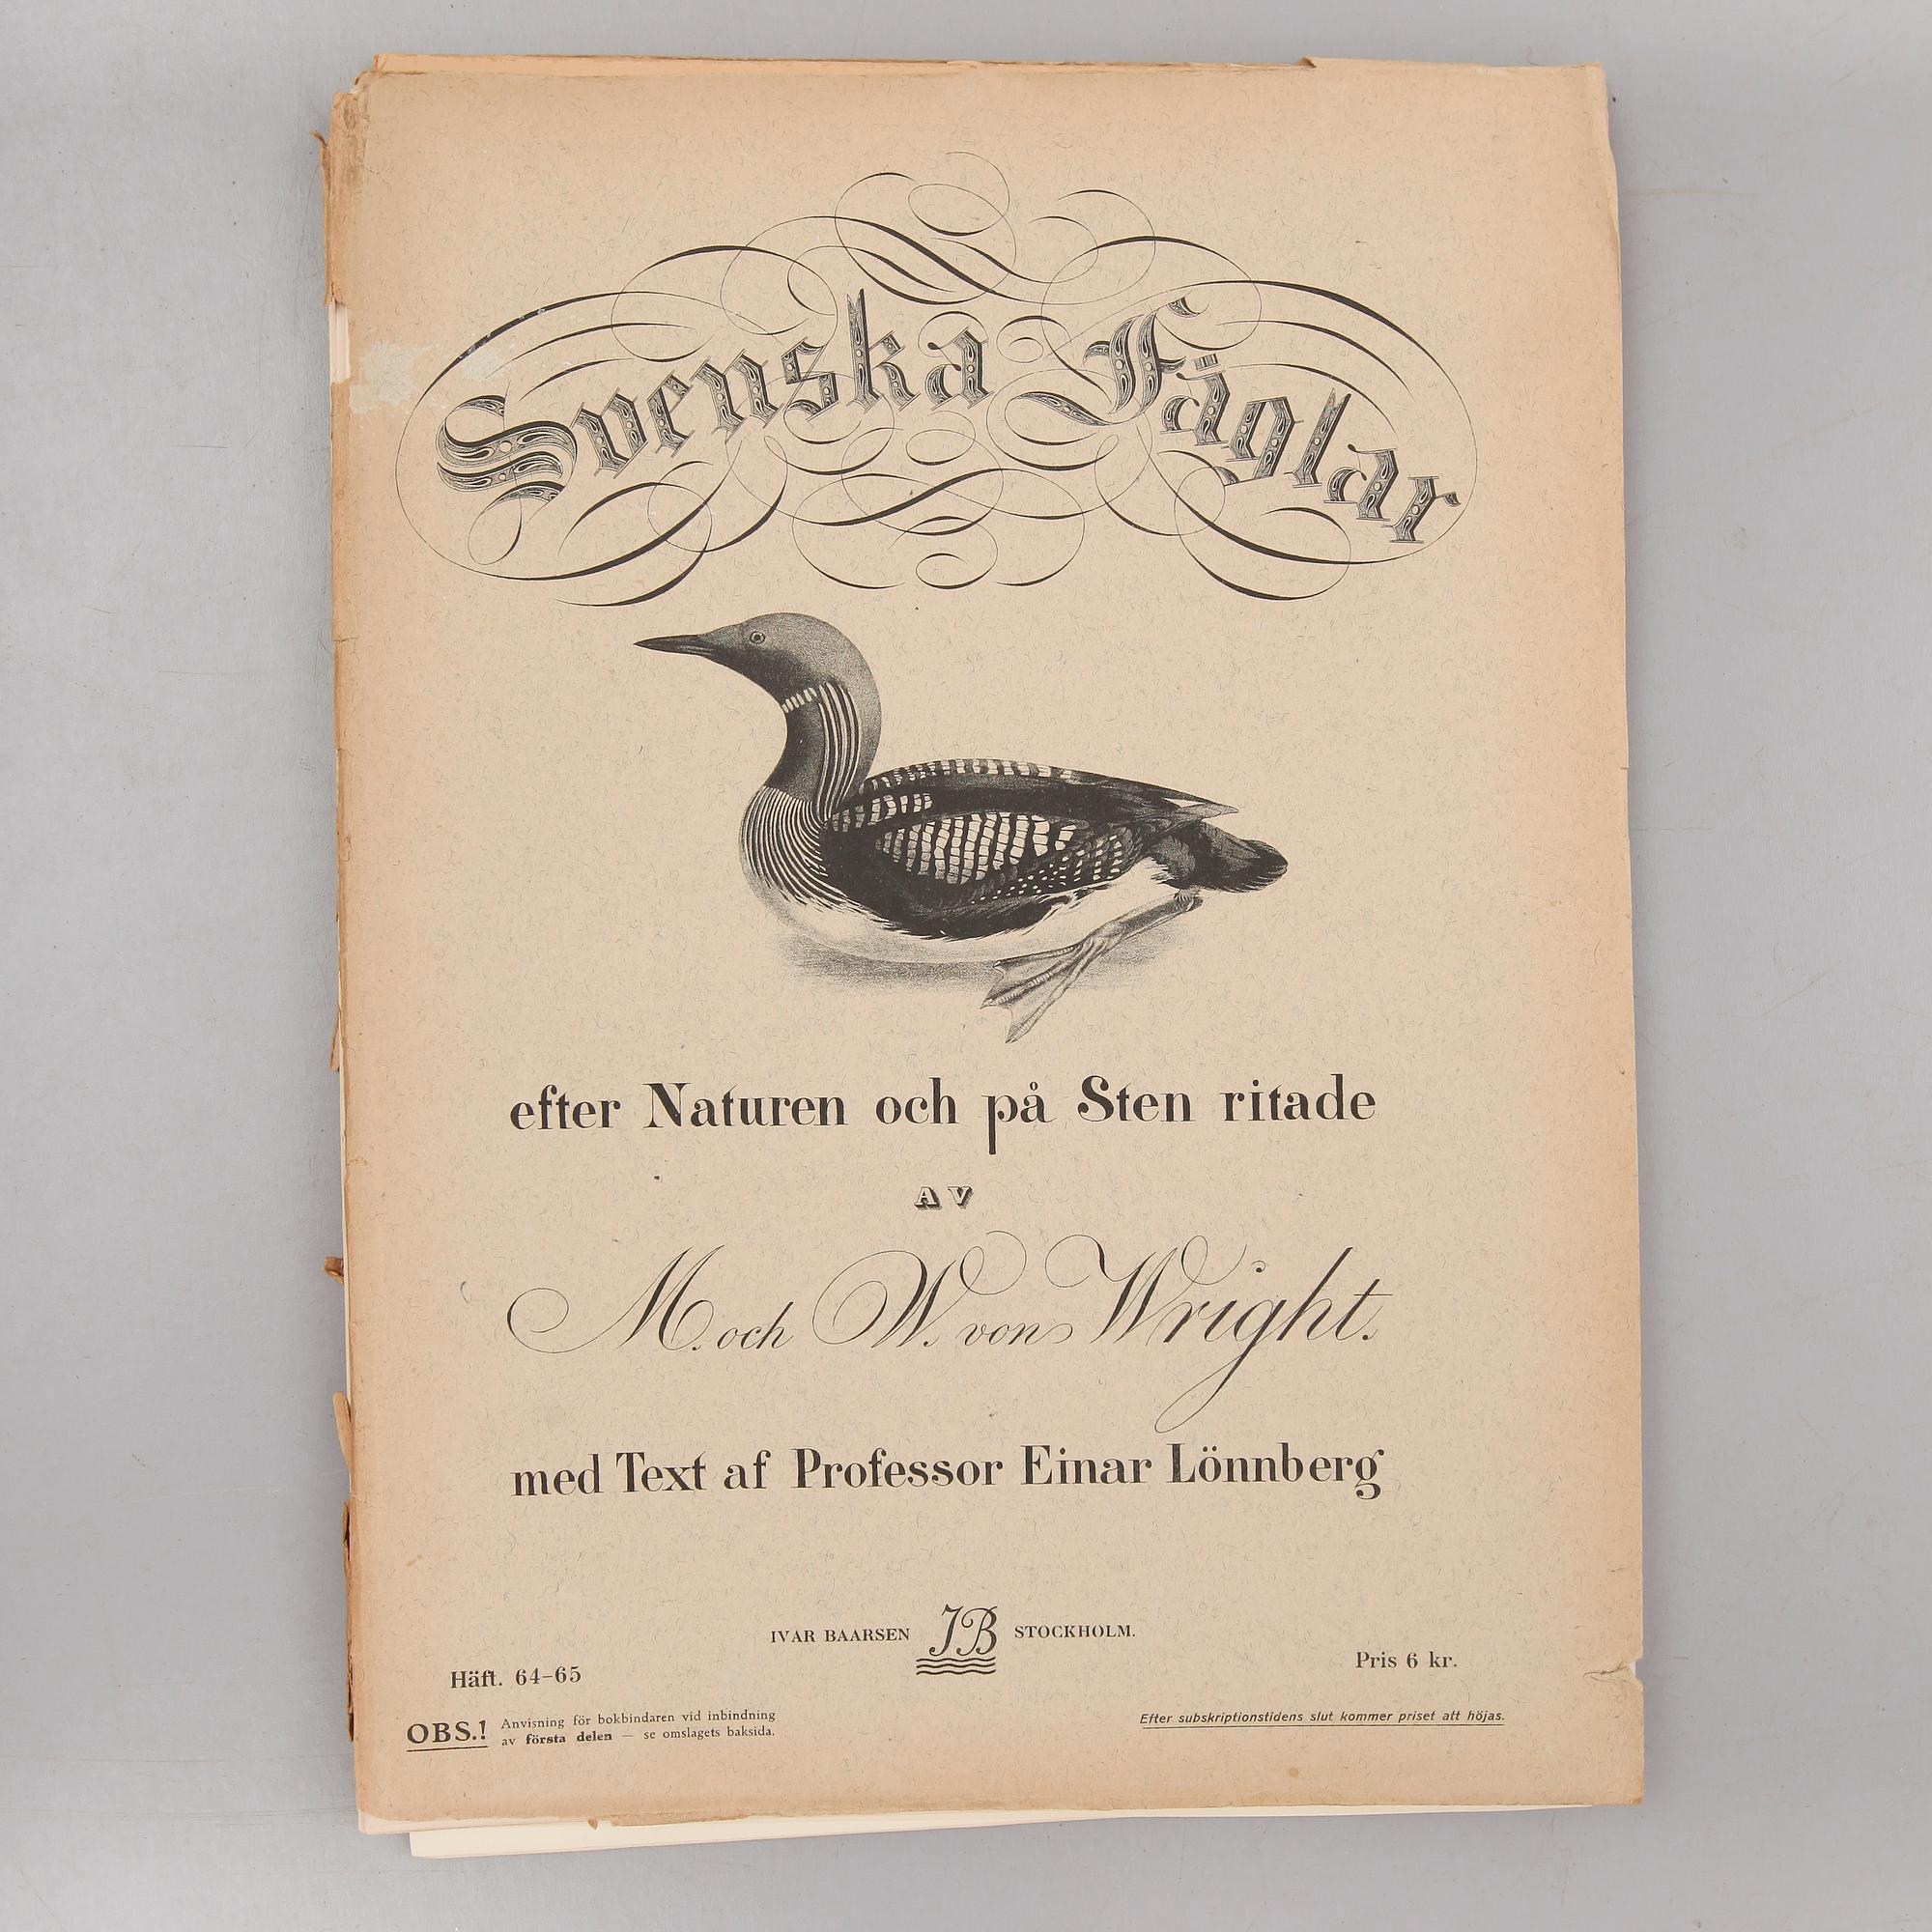 Svenska Fåglar
efter Naturen och på Sten ritade
AV
M. och W. von Wright.
med Text af Professor Einar Lönnberg
IVAR BAARSEN JB STOCKHOLM.
Häft. 64-65
Pris 6 kr.
OBS.! Anvisning för bokbindaren vid inbindning
av första delen — se omslagets baksida.
Efter subskriptionstidens slut kommer priset att höjas.